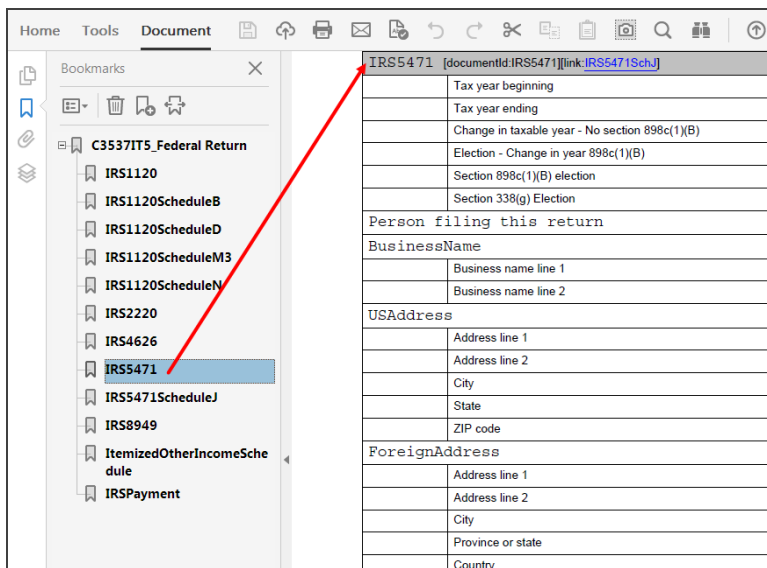 Home Tools Document
Bookmarks
C3537IT5_Federal Return
IRS1120
IRS1120ScheduleB
IRS1120ScheduleD
IRS1120ScheduleM3
IRS1120ScheduleN
IRS2220
IRS4626
IRS5471
IRS5471ScheduleJ
IRS8949
ItemizedOtherIncomeSche
dule
IRSPayment
IRS5471 [documentId:IRS5471][link:IRS5471SchJ]
Tax year beginning
Tax year ending
Change in taxable year - No section 898c(1)(B)
Election - Change in year 898c(1)(B)
Section 898c(1)(B) election
Section 338(g) Election
Person filing this return
BusinessName
Business name line 1
Business name line 2
USAddress
Address line 1
Address line 2
City
State
ZIP code
ForeignAddress
Address line 1
Address line 2
City
Province or state
Country